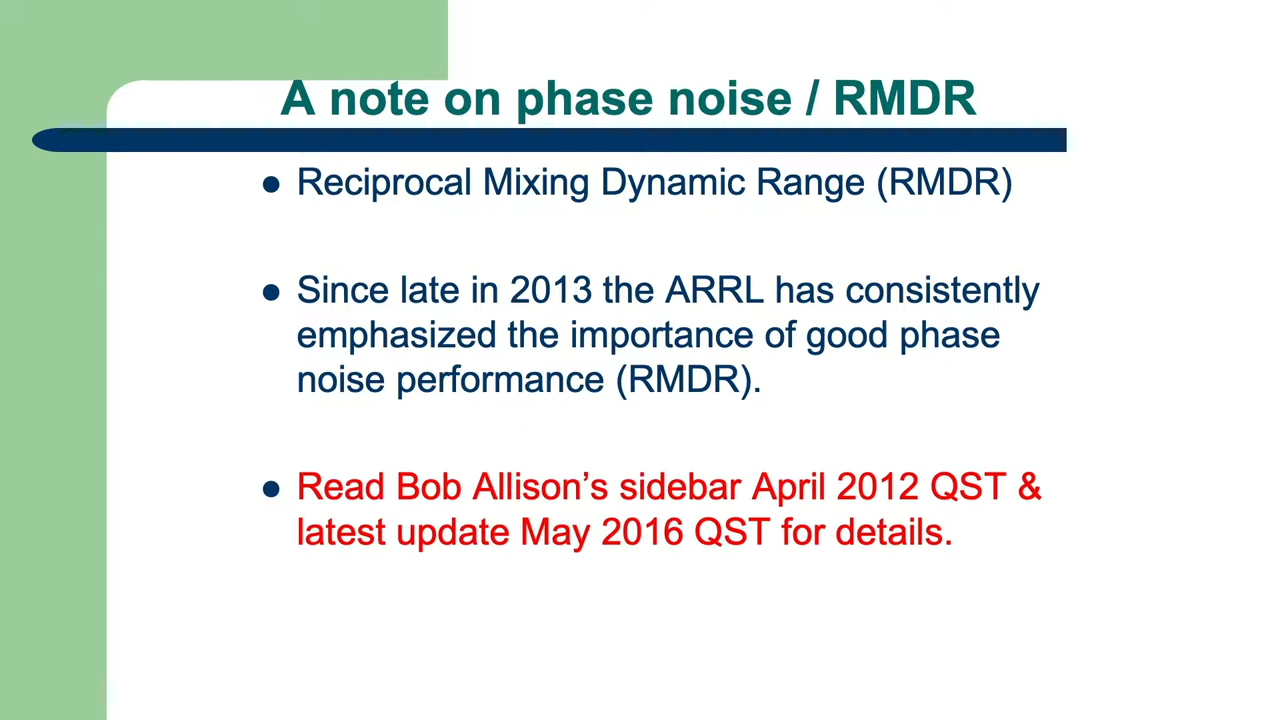 A note on phase noise / RMDR
● Reciprocal Mixing Dynamic Range (RMDR)
● Since late in 2013 the ARRL has consistently
emphasized the importance of good phase
noise performance (RMDR).
● Read Bob Allison’s sidebar April 2012 QST &
latest update May 2016 QST for details.